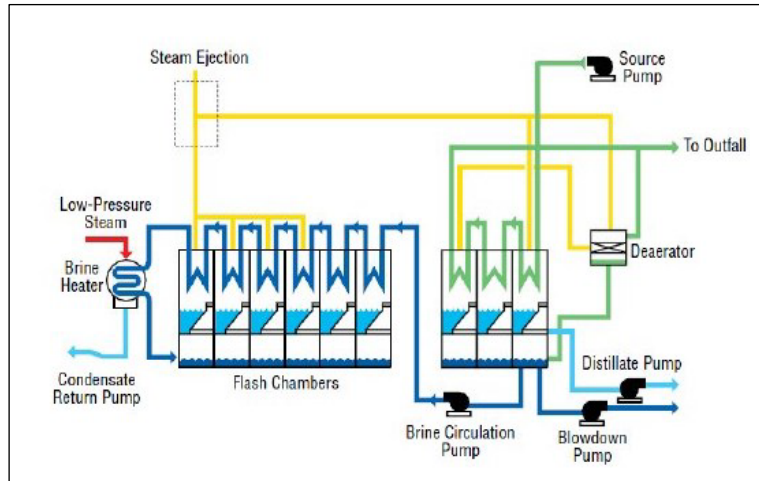 Steam Ejection
Source
Pump
To Outfall
Low-Pressure
Steam
Brine
Heater
Deaerator
Condensate
Return Pump
Flash Chambers
Distillate Pump
Brine Circulation
Pump
Blowdown
Pump